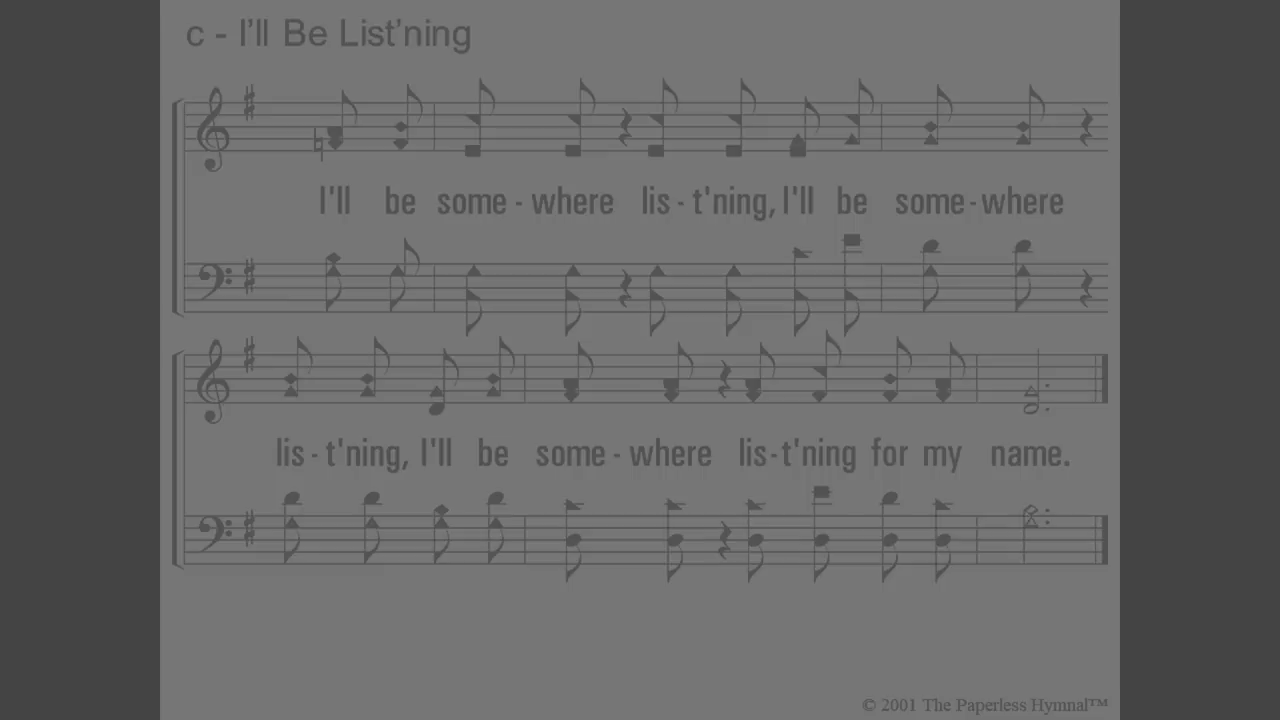 c - I'll Be List'ning
I'll be some - where lis - t'ning, I'll be some - where
lis - t'ning, I'll be some - where lis - t'ning for my name.
© 2001 The Paperless Hymnal™